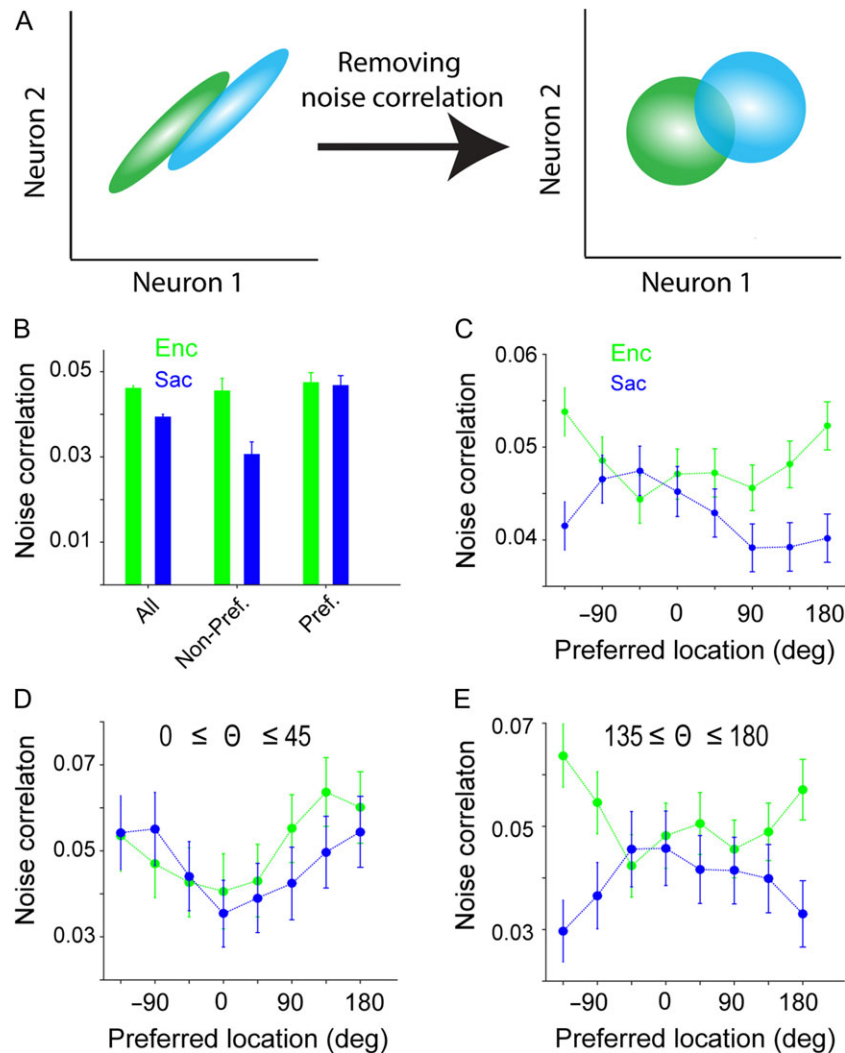 A
Neuron 2
Neuron 1
Removing
noise correlation
Neuron 2
Neuron 1
B
Noise correlation
0.05
0.03
0.01
Enc
Sac
All
Non-Pref.
Pref.
C
Noise correlation
0.06
0.05
0.04
Enc
Sac
−90 0 90 180
Preferred location (deg)
D
Noise correlation
0.07
0.05
0.03
0 ≤ Θ ≤45
−90 0 90 180
Preferred location (deg)
E
Noise correlaton
0.07
0.05
0.03
135≤ Θ ≤180
−90 0 90 180
Preferred location (deg)